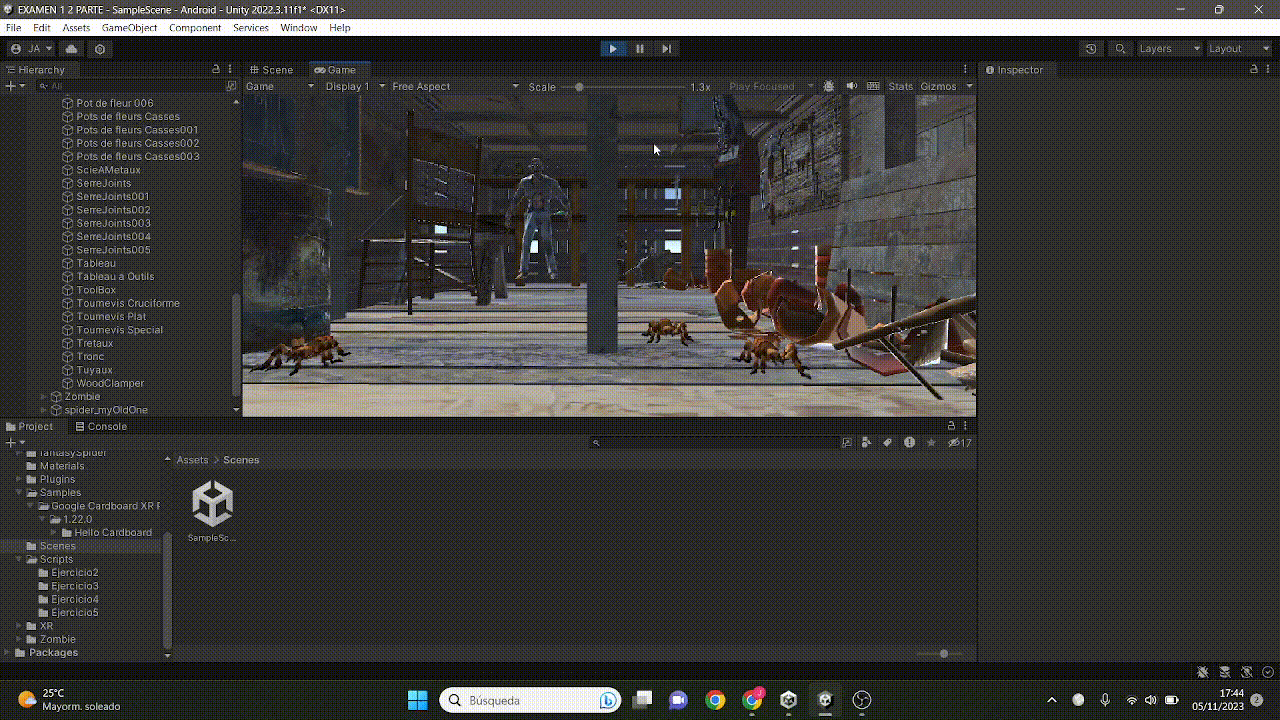 EXAMEN 1 2 PARTE - SampleScene - Android - Unity 2022.3.11f1* <DX11>
File Edit Assets GameObject Component Services Window Help
JA Layers Layout
Hierarchy Scene Game Inspector
All Game Display 1 Free Aspect Scale 1.3x Play Focused Stats Gizmos
Pot de fleur 006
Pots de fleurs Casses
Pots de fleurs Casses001
Pots de fleurs Casses002
Pots de fleurs Casses003
ScieAMetaux
SerreJoints
SerreJoints001
SerreJoints002
SerreJoints003
SerreJoints004
SerreJoints005
Tableau
Tableau a Outils
ToolBox
Tournevis Cruciforme
Tournevis Plat
Tournevis Special
Tretaux
Tronc
Tuyaux
WoodClamper
Zombie
spider_myOldOne
Project Console
17
fantasySpider
Materials
Plugins
Samples
Google Cardboard XR F
1.22.0
Hello Cardboard
Scenes
Scripts
Ejercicio2
Ejercicio3
Ejercicio4
Ejercicio5
XR
Zombie
Packages
Assets > Scenes
SampleSc...
25°C
Mayorm. soleado
Búsqueda
3
17:44
05/11/2023
2